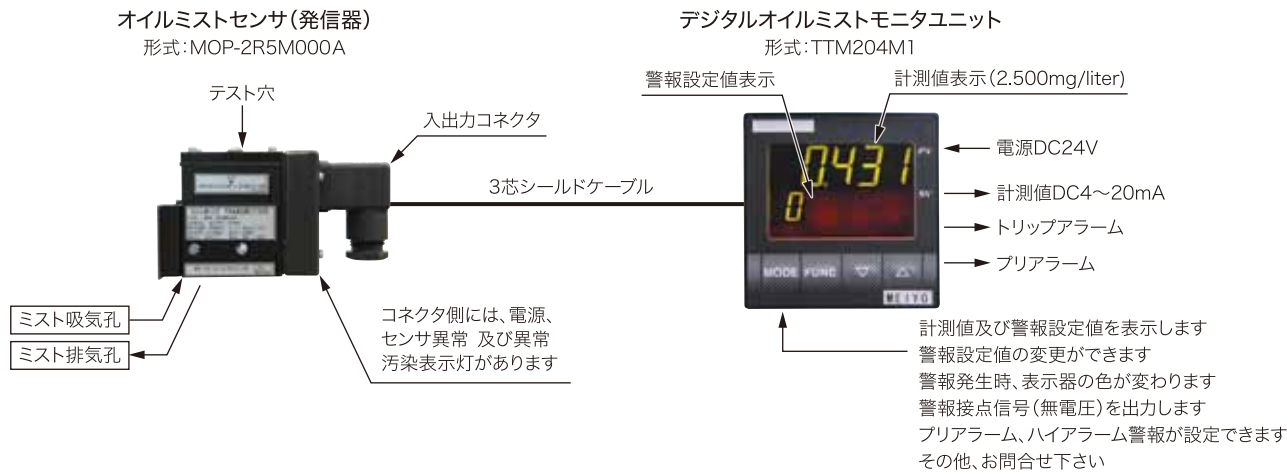 オイルミストセンサ(発信器)
形式:MOP-2R5M000A
デジタルオイルミストモニタユニット
形式:TTM204M1
警報設定値表示
計測値表示(2.500mg/liter)
テスト穴
入出力コネクタ
3芯シールドケーブル
0.431
0
PV
SV
MODE FUNC ▽ △
MEIYO
電源DC24V
計測値DC4~20mA
トリップアラーム
プリアラーム
ミスト吸気孔
ミスト排気孔
コネクタ側には、電源、
センサ異常 及び異常
汚染表示灯があります
計測値及び警報設定値を表示します
警報設定値の変更ができます
警報発生時、表示器の色が変わります
警報接点信号(無電圧)を出力します
プリアラーム、ハイアラーム警報が設定できます
その他、お問合せ下さい